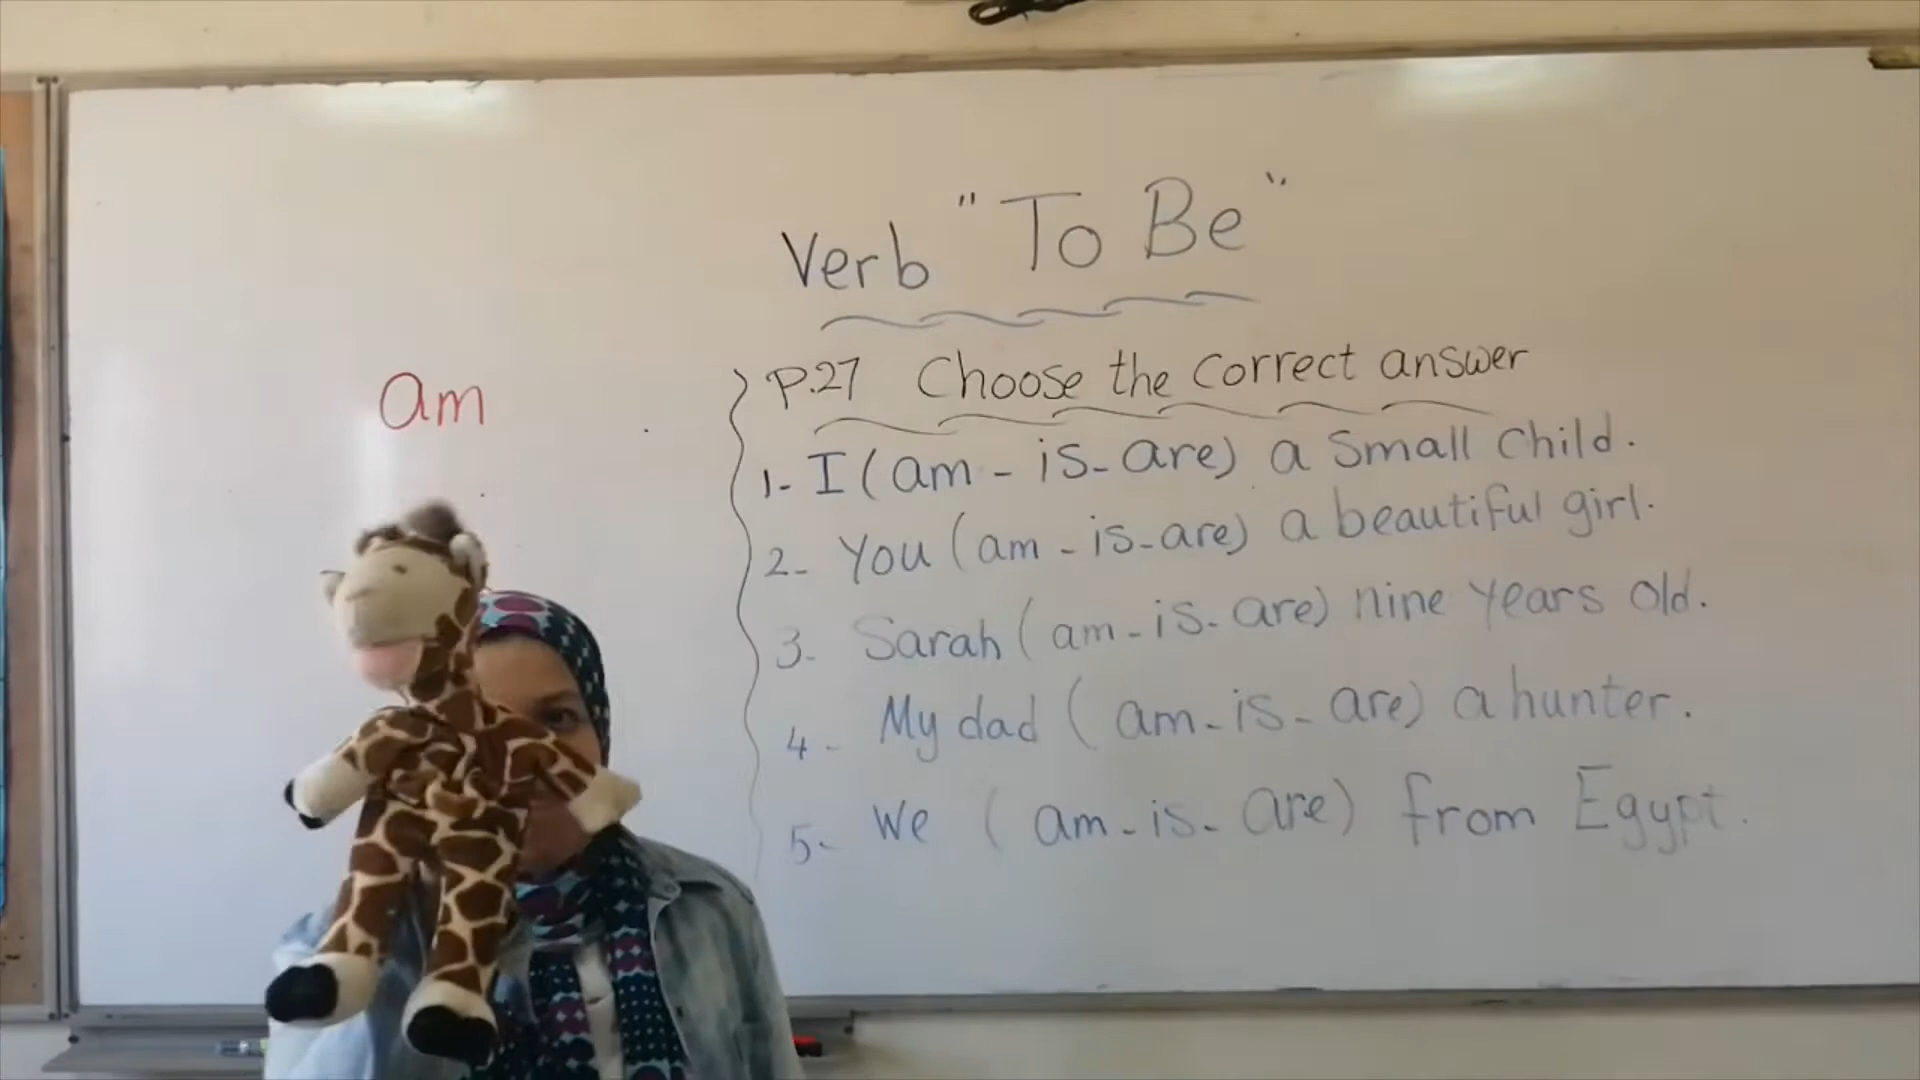 Verb "To Be"
am
P.27 Choose the correct answer
1- I (am - is - are) a small child.
2- You (am - is - are) a beautiful girl.
3- Sarah (am - is - are) nine years old.
4- My dad (am - is - are) a hunter.
5- We (am - is - are) from Egypt.